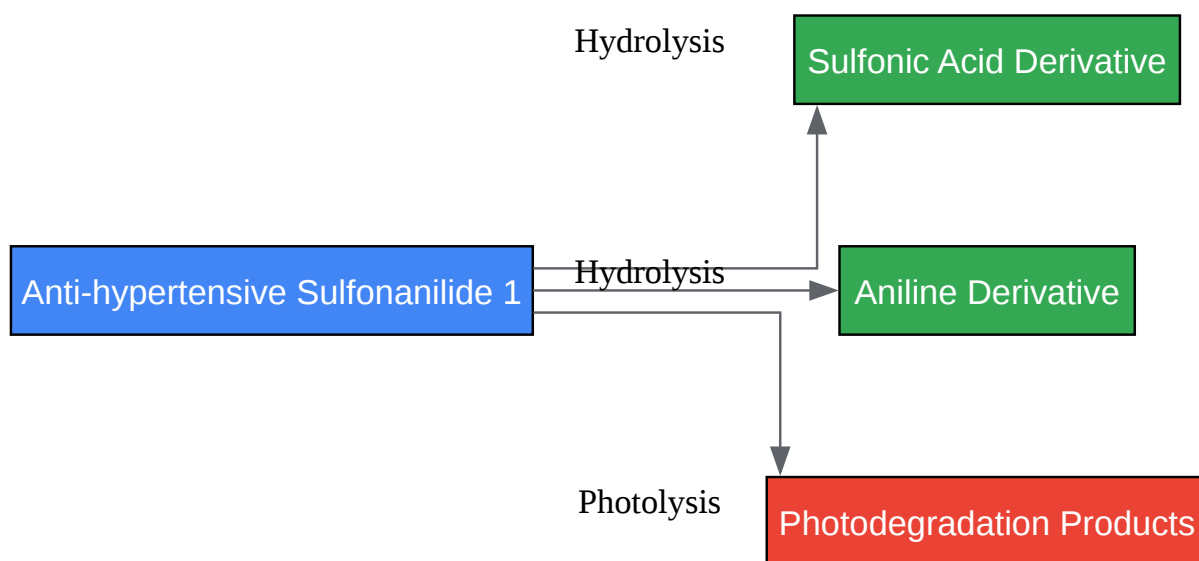 Hydrolysis
Sulfonic Acid Derivative
Anti-hypertensive Sulfonanilide 1
Hydrolysis
Aniline Derivative
Photolysis
Photodegradation Products